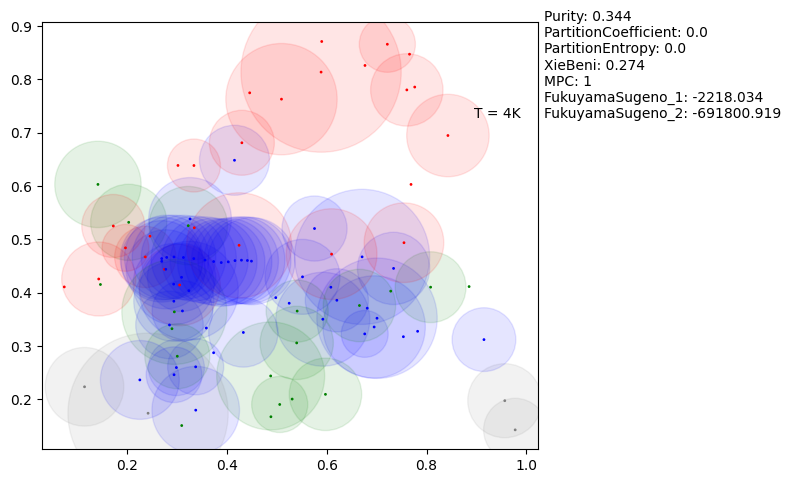 Purity: 0.344
PartitionCoefficient: 0.0
PartitionEntropy: 0.0
XieBeni: 0.274
MPC: 1
FukuyamaSugeno_1: -2218.034
FukuyamaSugeno_2: -691800.919
T = 4K
0.9
0.8
0.7
0.6
0.5
0.4
0.3
0.2
0.2 0.4 0.6 0.8 1.0